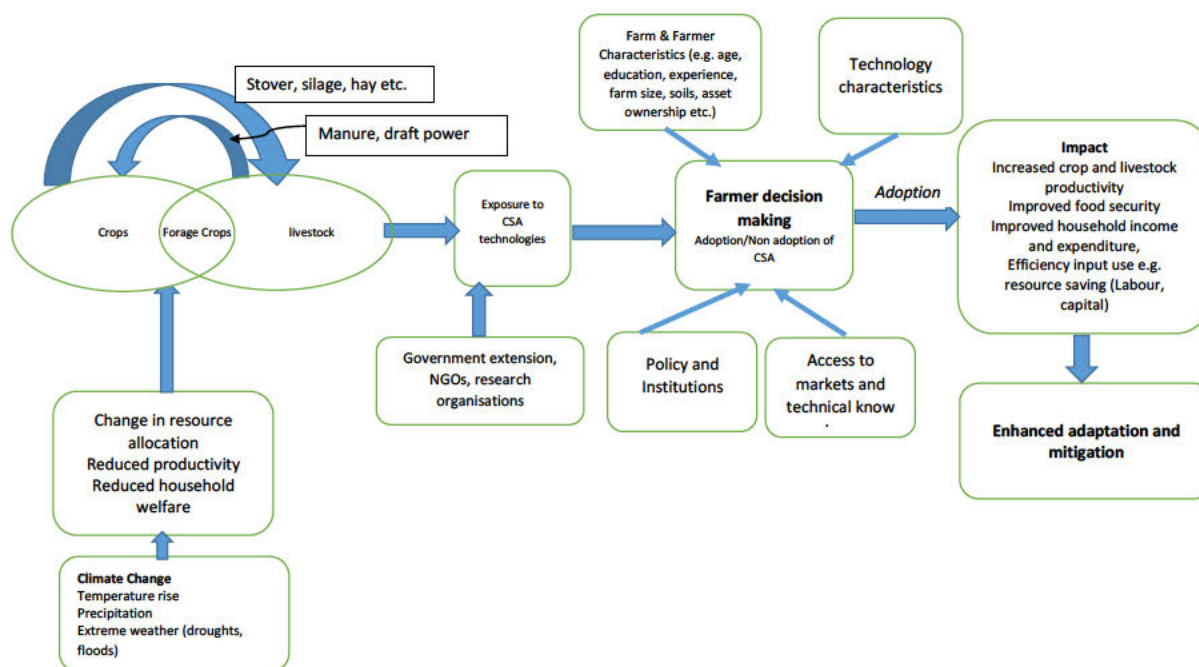 Stover, silage, hay etc.
Manure, draft power
Crops
Forage Crops
livestock
Change in resource
allocation
Reduced productivity
Reduced household
welfare
Climate Change
Temperature rise
Precipitation
Extreme weather (droughts,
floods)
Exposure to
CSA
technologies
Government extension,
NGOs, research
organisations
Farm & Farmer
Characteristics (e.g. age,
education, experience,
farm size, soils, asset
ownership etc.)
Technology
characteristics
Farmer decision
making
Adoption/Non adoption of
CSA
Policy and
Institutions
Access to
markets and
technical know
.
Adoption
Impact
Increased crop and livestock
productivity
Improved food security
Improved household income
and expenditure,
Efficiency input use e.g.
resource saving (Labour,
capital)
Enhanced adaptation and
mitigation